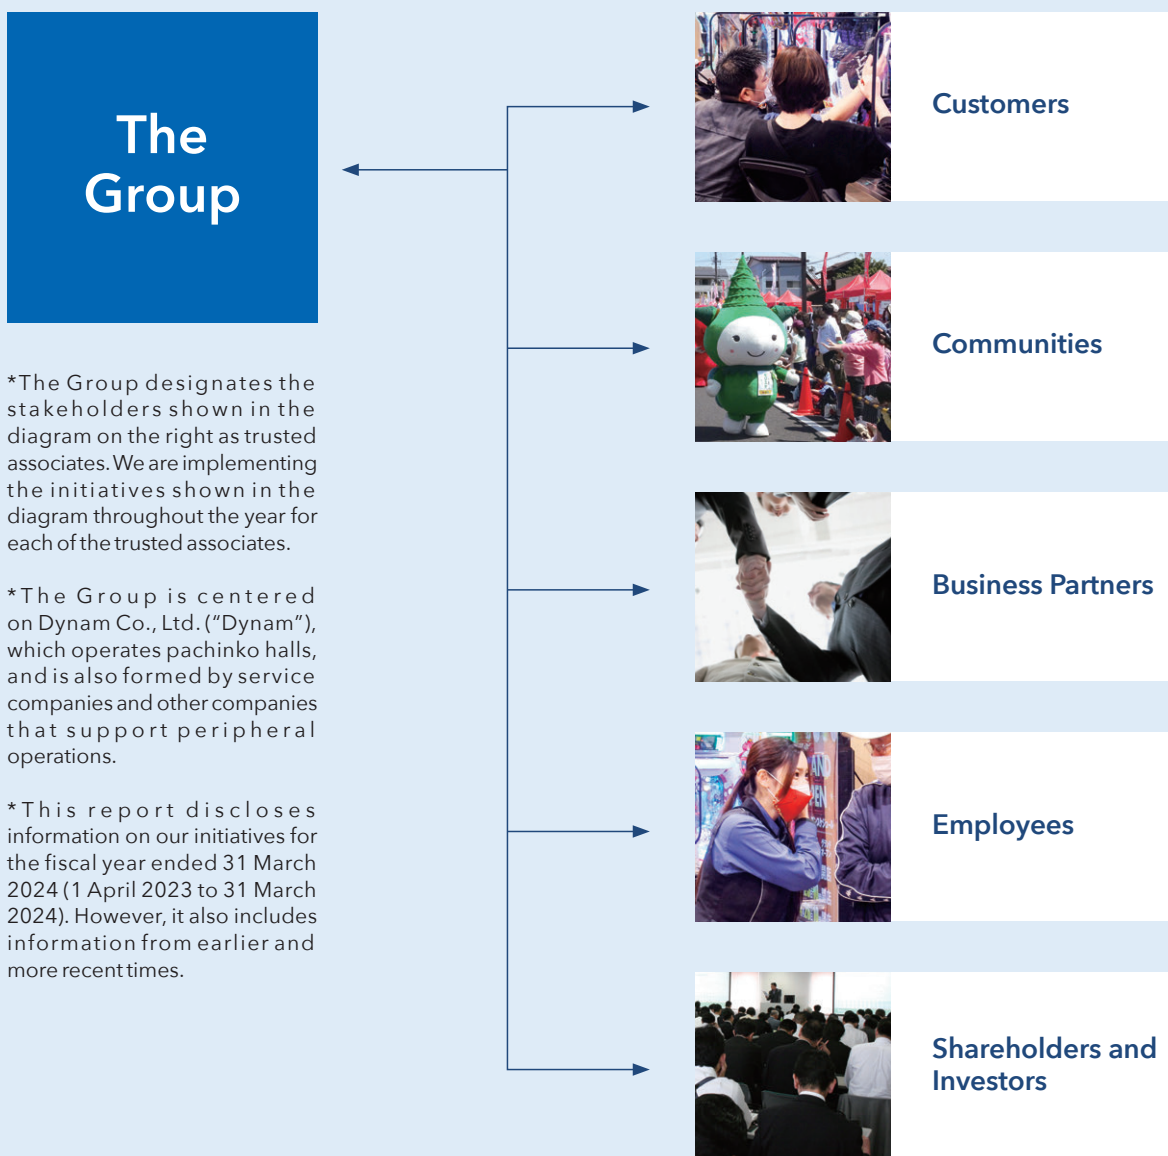 The
Group
*The Group designates the
stakeholders shown in the
diagram on the right as trusted
associates. We are implementing
the initiatives shown in the
diagram throughout the year for
each of the trusted associates.
*The Group is centered
on Dynam Co., Ltd. (“Dynam”),
which operates pachinko halls,
and is also formed by service
companies and other companies
that support peripheral
operations.
*This report discloses
information on our initiatives for
the fiscal year ended 31 March
2024 (1 April 2023 to 31 March
2024). However, it also includes
information from earlier and
more recent times.
Customers
Communities
Business Partners
Employees
Shareholders and
Investors